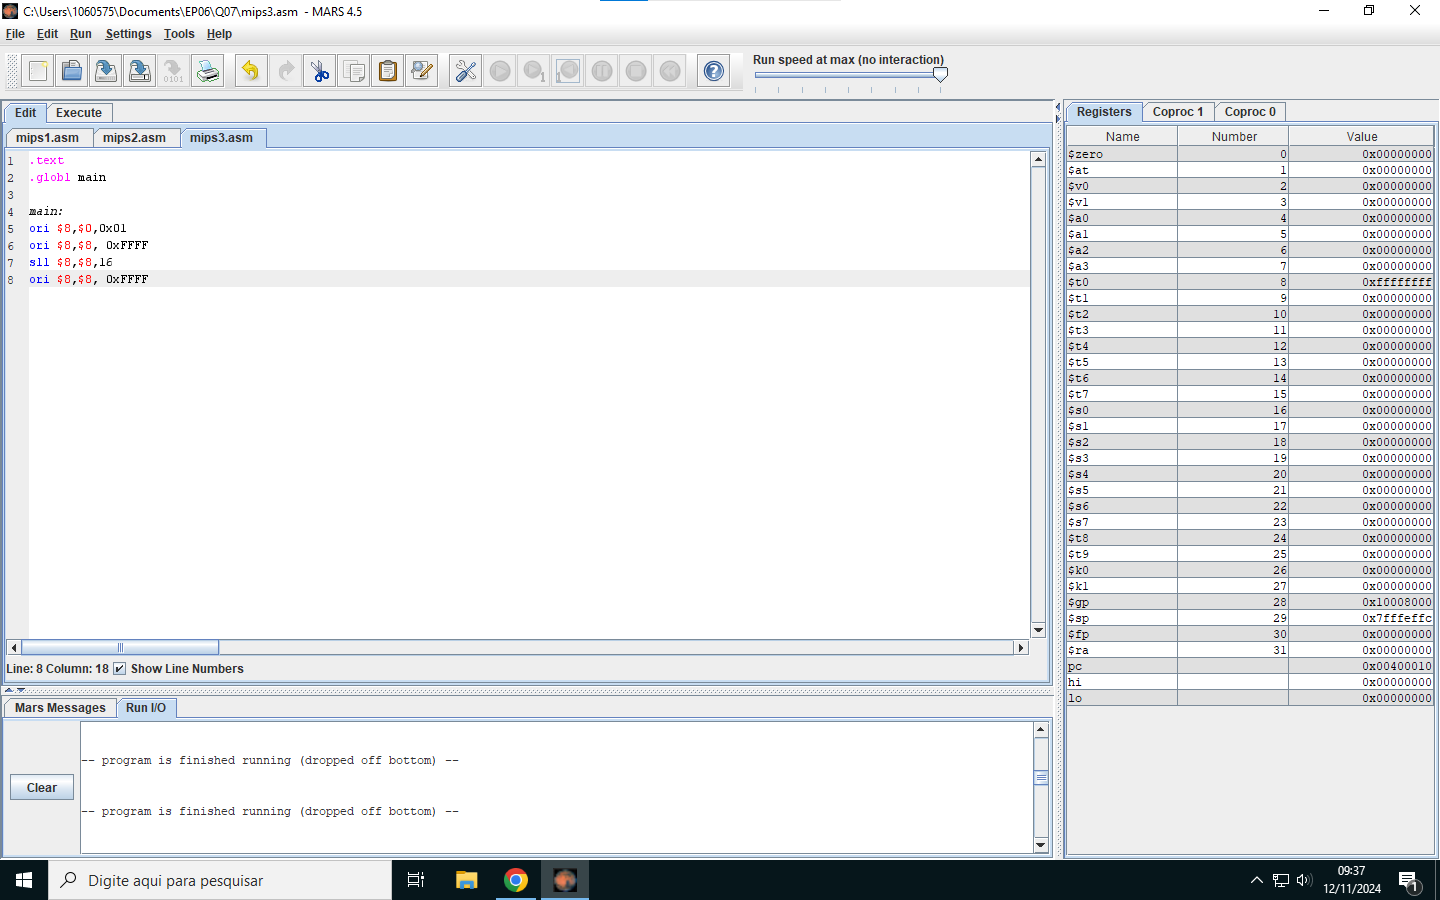 C:\Users\1060575\Documents\EP06\Q07\mips3.asm - MARS 4.5
File Edit Run Settings Tools Help
Run speed at max (no interaction)
Edit Execute
mips1.asm mips2.asm mips3.asm
1 .text
2 .globl main
3
4 main:
5 ori $8,$0,0x01
6 ori $8,$8, 0xFFFF
7 sll $8,$8,16
8 ori $8,$8, 0xFFFF
Line: 8 Column: 18 Show Line Numbers
Mars Messages Run I/O
Clear
-- program is finished running (dropped off bottom) --
-- program is finished running (dropped off bottom) --
Registers Coproc 1 Coproc 0
Name Number Value
$zero 0 0x00000000
$at 1 0x00000000
$v0 2 0x00000000
$v1 3 0x00000000
$a0 4 0x00000000
$a1 5 0x00000000
$a2 6 0x00000000
$a3 7 0x00000000
$t0 8 0xffffffff
$t1 9 0x00000000
$t2 10 0x00000000
$t3 11 0x00000000
$t4 12 0x00000000
$t5 13 0x00000000
$t6 14 0x00000000
$t7 15 0x00000000
$s0 16 0x00000000
$s1 17 0x00000000
$s2 18 0x00000000
$s3 19 0x00000000
$s4 20 0x00000000
$s5 21 0x00000000
$s6 22 0x00000000
$s7 23 0x00000000
$t8 24 0x00000000
$t9 25 0x00000000
$k0 26 0x00000000
$k1 27 0x00000000
$gp 28 0x10008000
$sp 29 0x7fffeffc
$fp 30 0x00000000
$ra 31 0x00000000
pc 0x00400010
hi 0x00000000
lo 0x00000000
Digite aqui para pesquisar
09:37
12/11/2024
1